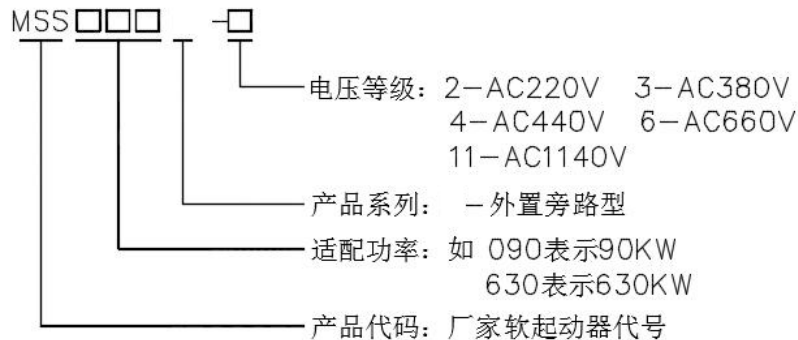 MSS□□□ -□
电压等级：2-AC220V 3-AC380V
4-AC440V 6-AC660V
11-AC1140V
产品系列： -外置旁路型
适配功率：如 090表示90KW
630表示630KW
产品代码：厂家软起动器代号